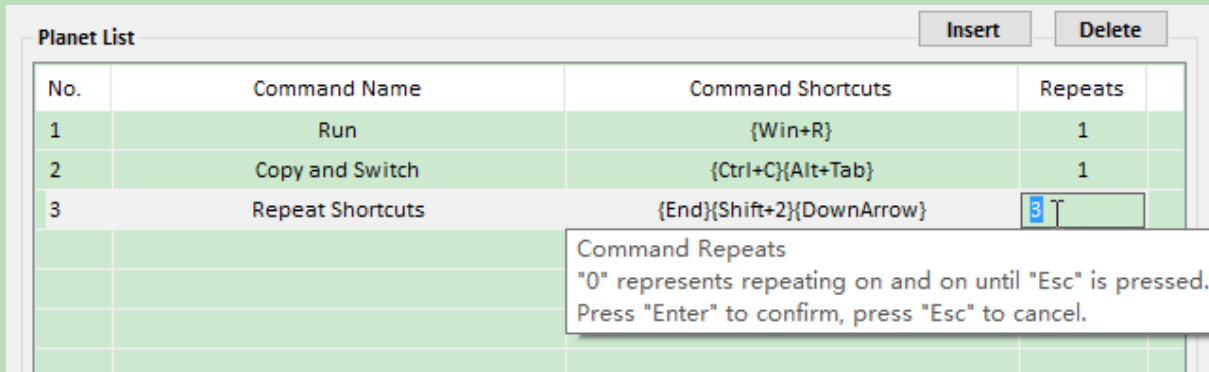 Planet List Insert Delete
No. Command Name Command Shortcuts Repeats
1 Run {Win+R} 1
2 Copy and Switch {Ctrl+C}{Alt+Tab} 1
3 Repeat Shortcuts {End}{Shift+2}{DownArrow} 3
Command Repeats
"0" represents repeating on and on until "Esc" is pressed.
Press "Enter" to confirm, press "Esc" to cancel.